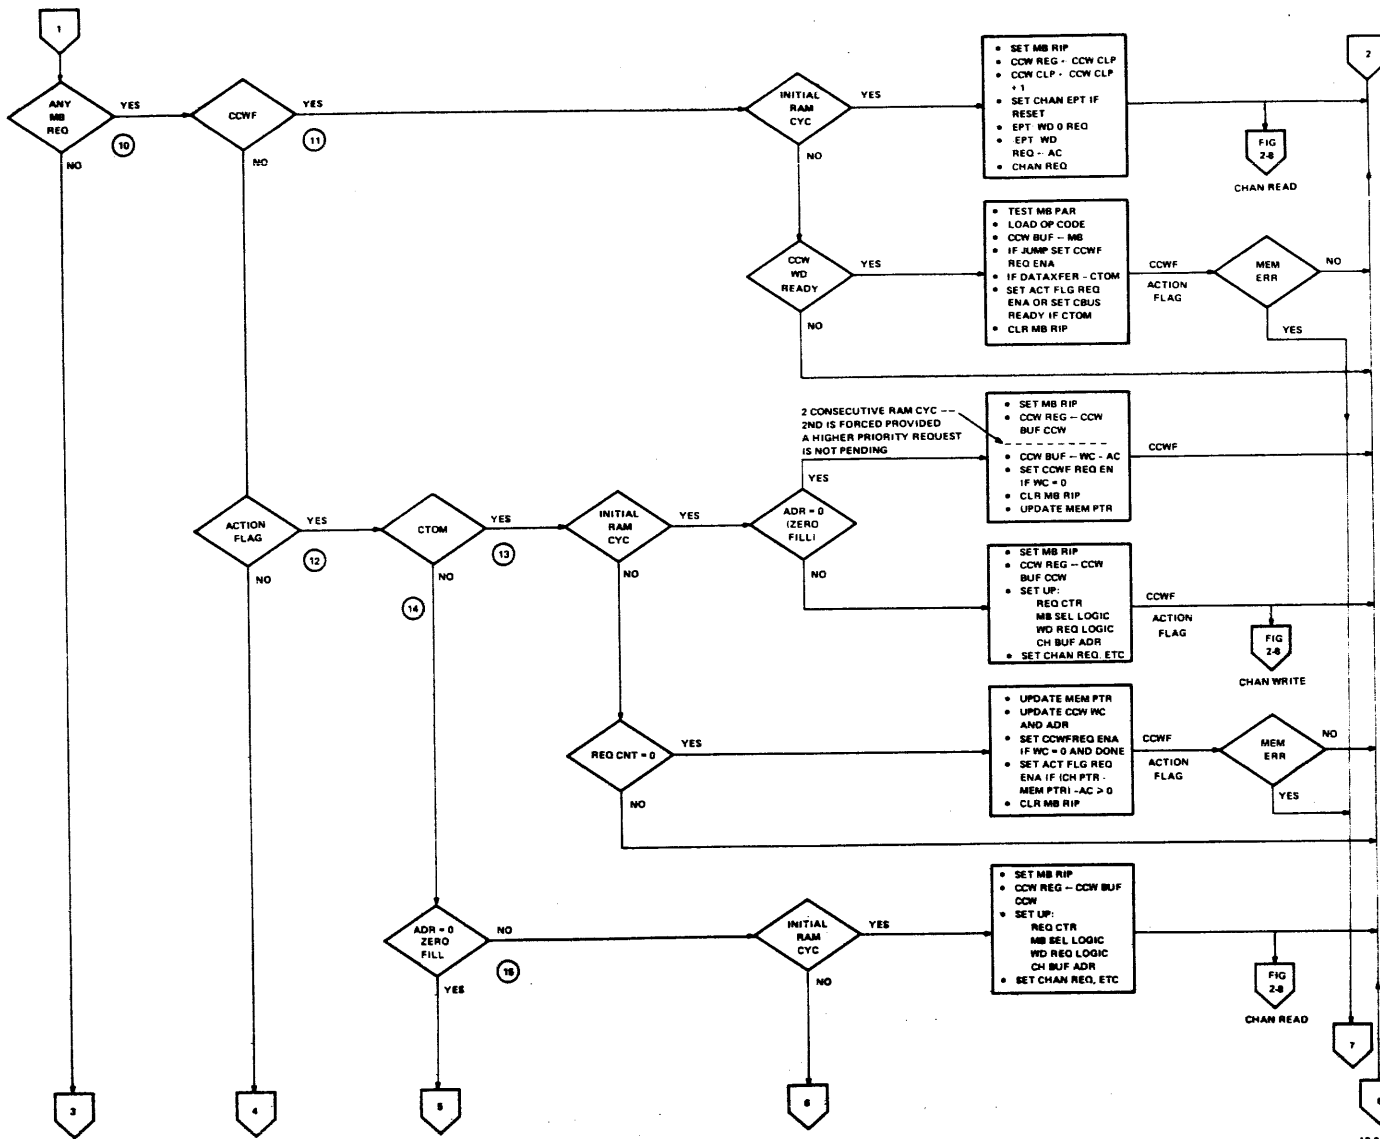 1
2
ANY
MB
REQ
YES
10
NO
CCWF
YES
11
NO
INITIAL
RAM
CYC
YES
NO
• SET MB RIP
• CCW REG - CCW CLP
• CCW CLP - CCW CLP
+ 1
• SET CHAN EPT IF
RESET
• EPT WD 0 REQ
• EPT WD
REQ - AC
• CHAN REQ
FIG
2-8
CHAN READ
CCW
WD
READY
YES
NO
• TEST MB PAR
• LOAD OP CODE
• CCW BUF - MB
• IF JUMP SET CCWF
REQ ENA
• IF DATAXFER - CTOM
• SET ACT FLG REQ
ENA OR SET CBUS
READY IF CTOM
• CLR MB RIP
CCWF
ACTION
FLAG
MEM
ERR
NO
YES
2 CONSECUTIVE RAM CYC --
2ND IS FORCED PROVIDED
A HIGHER PRIORITY REQUEST
IS NOT PENDING
• SET MB RIP
• CCW REG - CCW
BUF CCW
• CCW BUF - WC - AC
• SET CCWF REQ EN
IF WC = 0
• CLR MB RIP
• UPDATE MEM PTR
CCWF
ACTION
FLAG
YES
12
NO
CTOM
YES
13
NO
14
INITIAL
RAM
CYC
YES
NO
ADR = 0
(ZERO
FILL)
YES
NO
• SET MB RIP
• CCW REG - CCW
BUF CCW
• SET UP:
REQ CTR
MB SEL LOGIC
WD REQ LOGIC
CH BUF ADR
• SET CHAN REQ, ETC
CCWF
ACTION
FLAG
FIG
2-8
CHAN WRITE
REQ CNT = 0
YES
NO
• UPDATE MEM PTR
• UPDATE CCW WC
AND ADR
• SET CCWFREQ ENA
IF WC = 0 AND DONE
• SET ACT FLG REQ
ENA IF (CH PTR -
MEM PTR) - AC > 0
• CLR MB RIP
CCWF
ACTION
FLAG
MEM
ERR
NO
YES
ADR = 0
ZERO
FILL
NO
15
YES
INITIAL
RAM
CYC
YES
NO
• SET MB RIP
• CCW REG - CCW BUF
CCW
• SET UP:
REQ CTR
MB SEL LOGIC
WD REQ LOGIC
CH BUF ADR
• SET CHAN REQ, ETC
FIG
2-8
CHAN READ
7
3
4
5
6